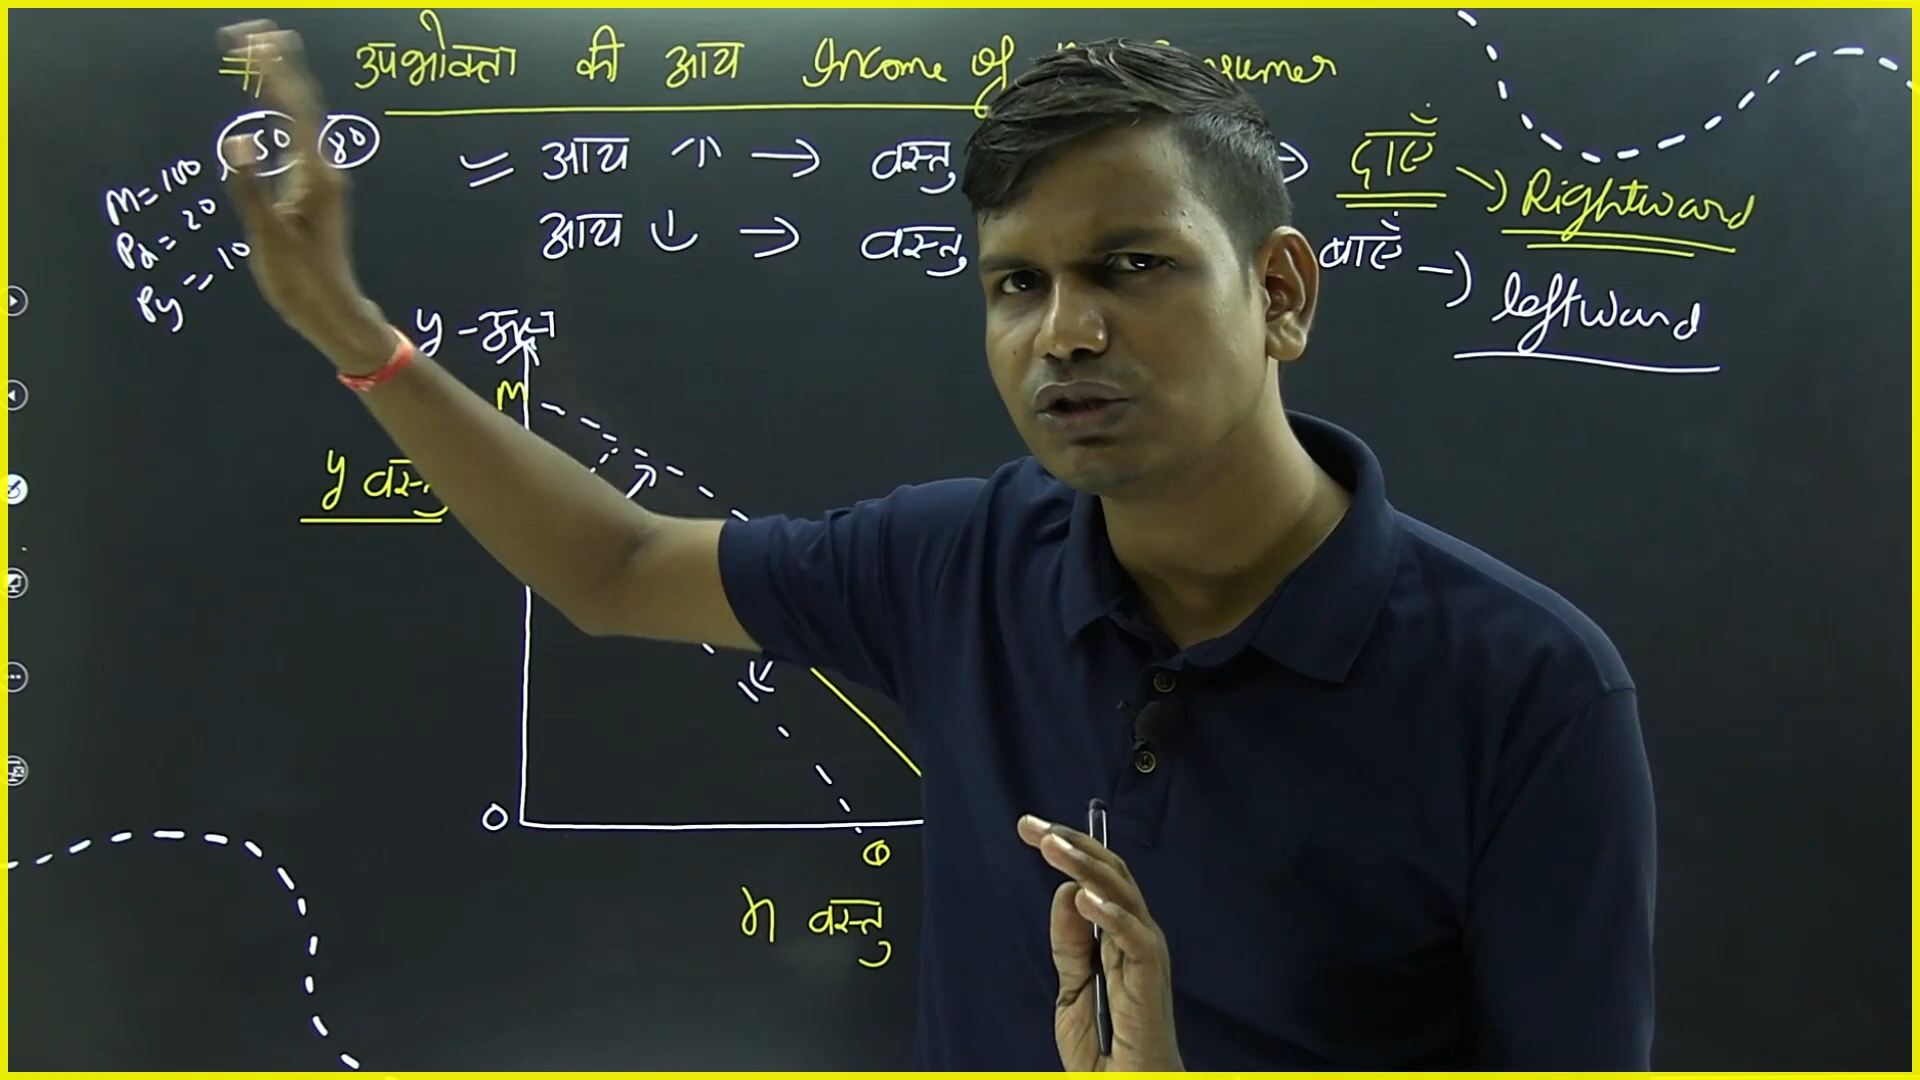 # उपभोक्ता की आय Income of
50 80
M = 100
Px = 20
Py = 10
आय ↑ → वस्तु → दाएं → Rightward
आय ↓ → वस्तु बाएं → leftward
y - अक्ष
M
y वस्तु
O
Q
x वस्तु